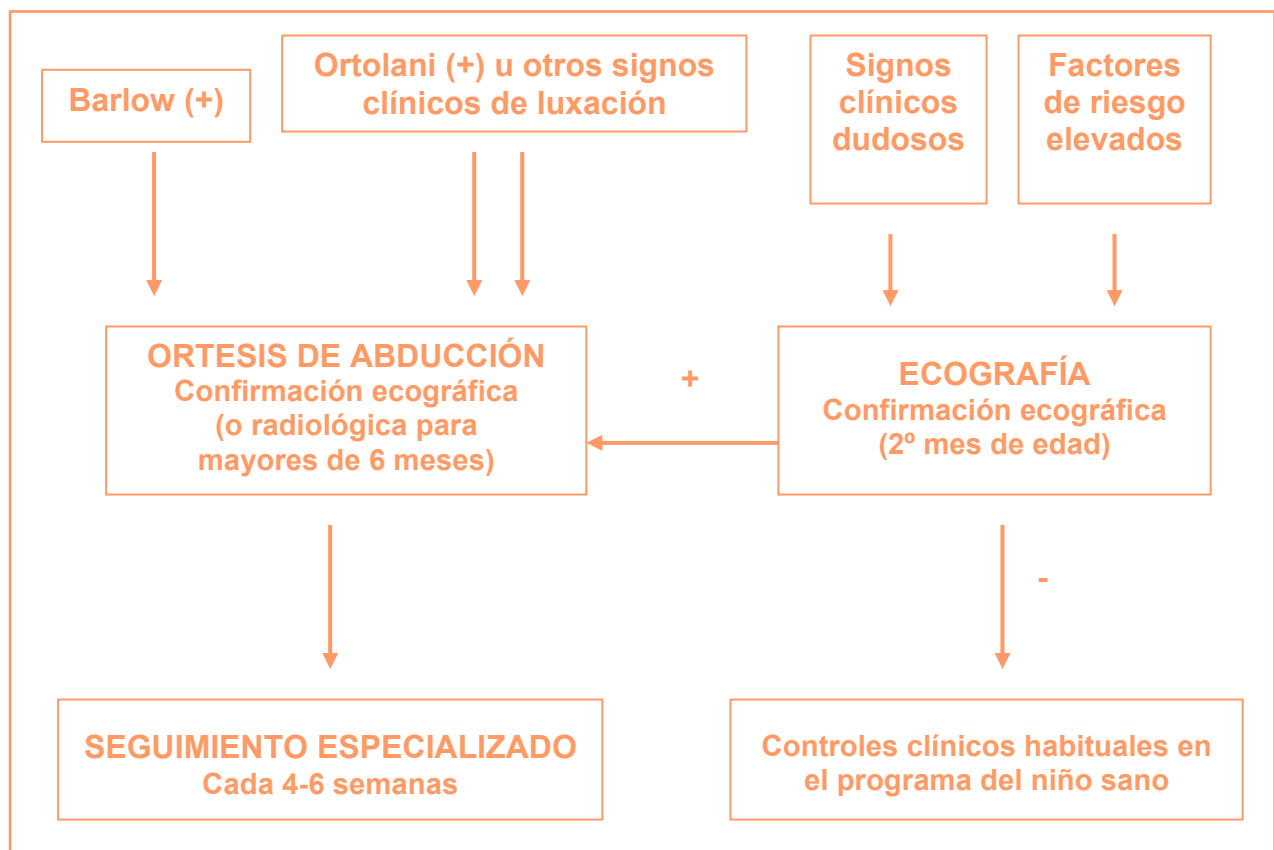 Barlow (+)
Ortolani (+) u otros signos
clínicos de luxación
Signos
clínicos
dudosos
Factores
de riesgo
elevados
ORTESIS DE ABDUCCIÓN
Confirmación ecográfica
(o radiológica para
mayores de 6 meses)
+
ECOGRAFÍA
Confirmación ecográfica
(2º mes de edad)
-
SEGUIMIENTO ESPECIALIZADO
Cada 4-6 semanas
Controles clínicos habituales en
el programa del niño sano